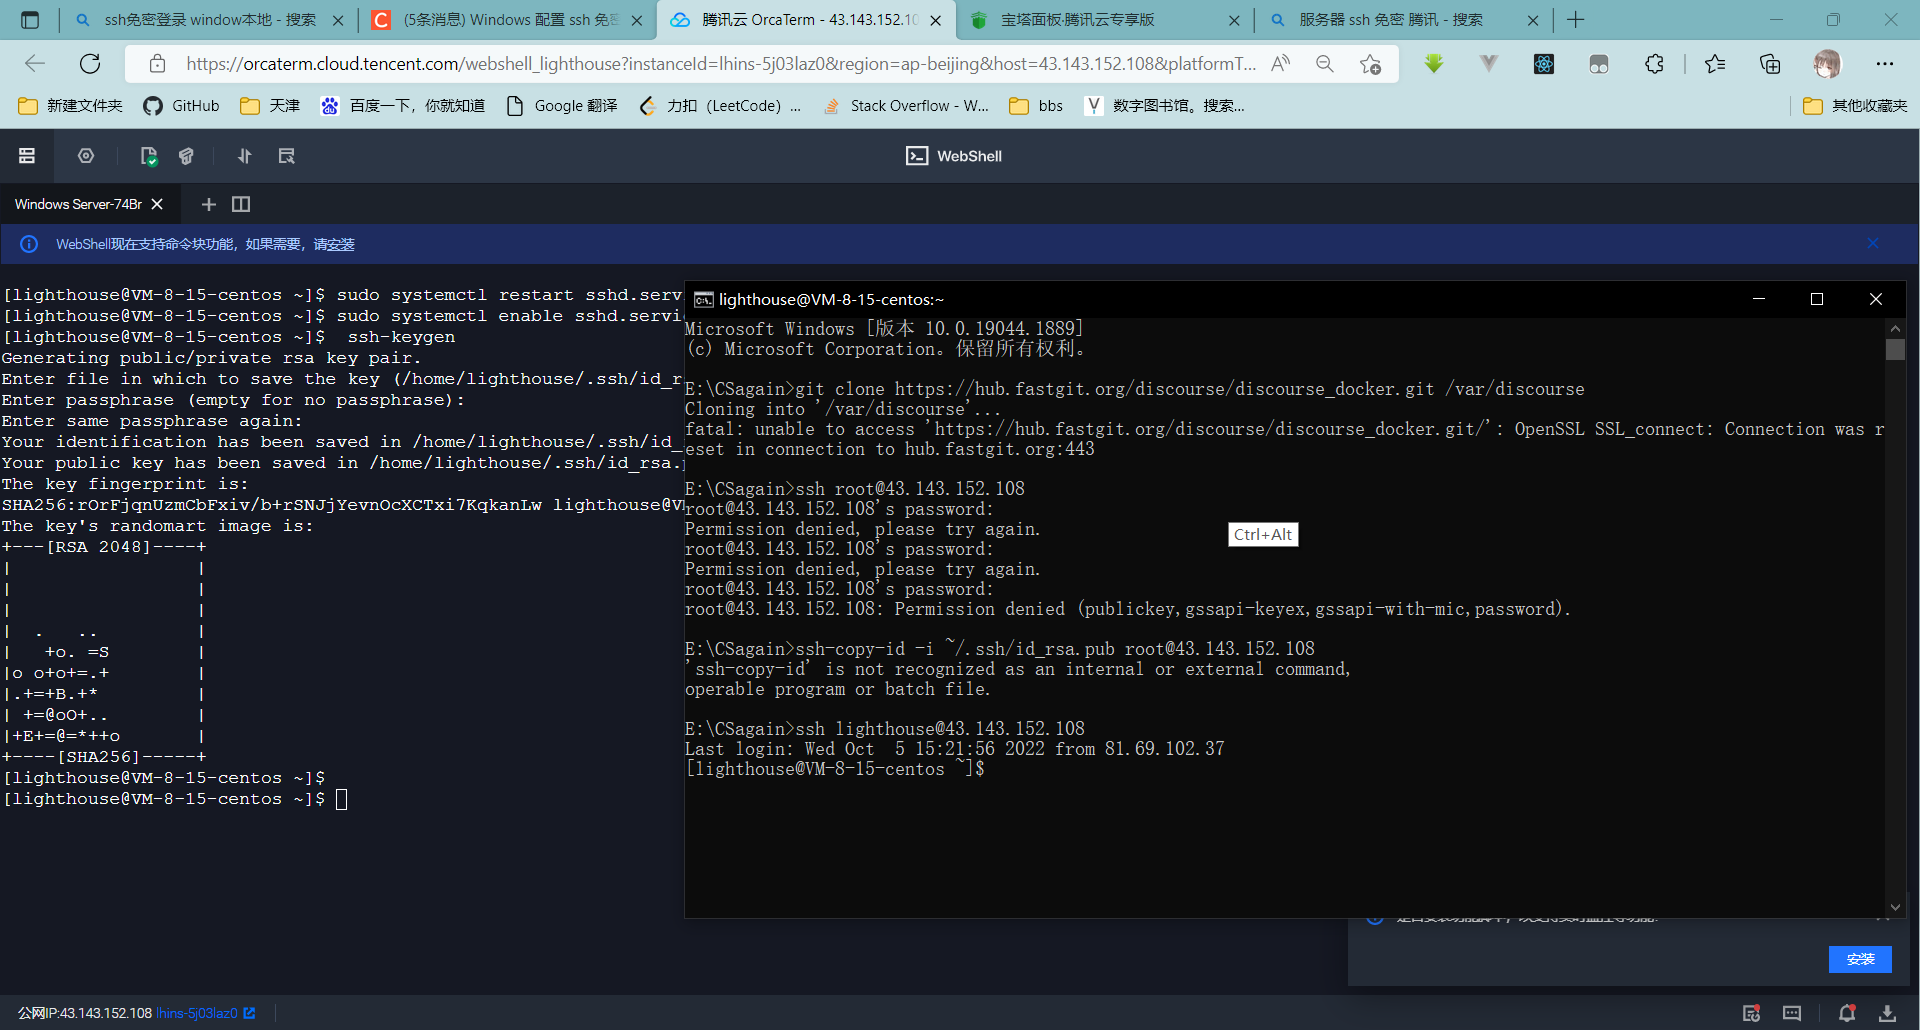 ssh免密登录 window本地 - 搜索
(5条消息) Windows 配置 ssh 免密
腾讯云 OrcaTerm - 43.143.152.10
宝塔面板·腾讯云专享版
服务器 ssh 免密 腾讯 - 搜索
https://orcaterm.cloud.tencent.com/webshell_lighthouse?instanceId=lhins-5j03laz0&region=ap-beijing&host=43.143.152.108&platformT...
新建文件夹
GitHub
天津
百度一下，你就知道
Google 翻译
力扣（LeetCode）...
Stack Overflow - W...
bbs
数字图书馆。搜索...
其他收藏夹
WebShell
Windows Server-74Br
WebShell现在支持命令块功能，如果需要，请安装
[lighthouse@VM-8-15-centos ~]$ sudo systemctl restart sshd.servi
[lighthouse@VM-8-15-centos ~]$ sudo systemctl enable sshd.servic
[lighthouse@VM-8-15-centos ~]$  ssh-keygen
Generating public/private rsa key pair.
Enter file in which to save the key (/home/lighthouse/.ssh/id_r
Enter passphrase (empty for no passphrase):
Enter same passphrase again:
Your identification has been saved in /home/lighthouse/.ssh/id_
Your public key has been saved in /home/lighthouse/.ssh/id_rsa.p
The key fingerprint is:
SHA256:rOrFjqnUzmCbFxiv/b+rSNJjYevnOcXCTxi7KqkanLw lighthouse@V
The key's randomart image is:
+---[RSA 2048]----+
|                 |
|                 |
|                 |
|  .   ..         |
|   +o. =S        |
|o o+o+=.+        |
|.+=+B.+*         |
| +=@oO+..        |
|+E+=@=*++o       |
+----[SHA256]-----+
[lighthouse@VM-8-15-centos ~]$
[lighthouse@VM-8-15-centos ~]$
lighthouse@VM-8-15-centos:~
Microsoft Windows [版本 10.0.19044.1889]
(c) Microsoft Corporation。保留所有权利。
E:\CSagain>git clone https://hub.fastgit.org/discourse/discourse_docker.git /var/discourse
Cloning into '/var/discourse'...
fatal: unable to access 'https://hub.fastgit.org/discourse/discourse_docker.git/': OpenSSL SSL_connect: Connection was r
eset in connection to hub.fastgit.org:443
E:\CSagain>ssh root@43.143.152.108
root@43.143.152.108's password:
Permission denied, please try again.
root@43.143.152.108's password:
Permission denied, please try again.
root@43.143.152.108's password:
root@43.143.152.108: Permission denied (publickey,gssapi-keyex,gssapi-with-mic,password).
E:\CSagain>ssh-copy-id -i ~/.ssh/id_rsa.pub root@43.143.152.108
'ssh-copy-id' is not recognized as an internal or external command,
operable program or batch file.
E:\CSagain>ssh lighthouse@43.143.152.108
Last login: Wed Oct  5 15:21:56 2022 from 81.69.102.37
[lighthouse@VM-8-15-centos ~]$
Ctrl+Alt
安装
公网IP:43.143.152.108 lhins-5j03laz0